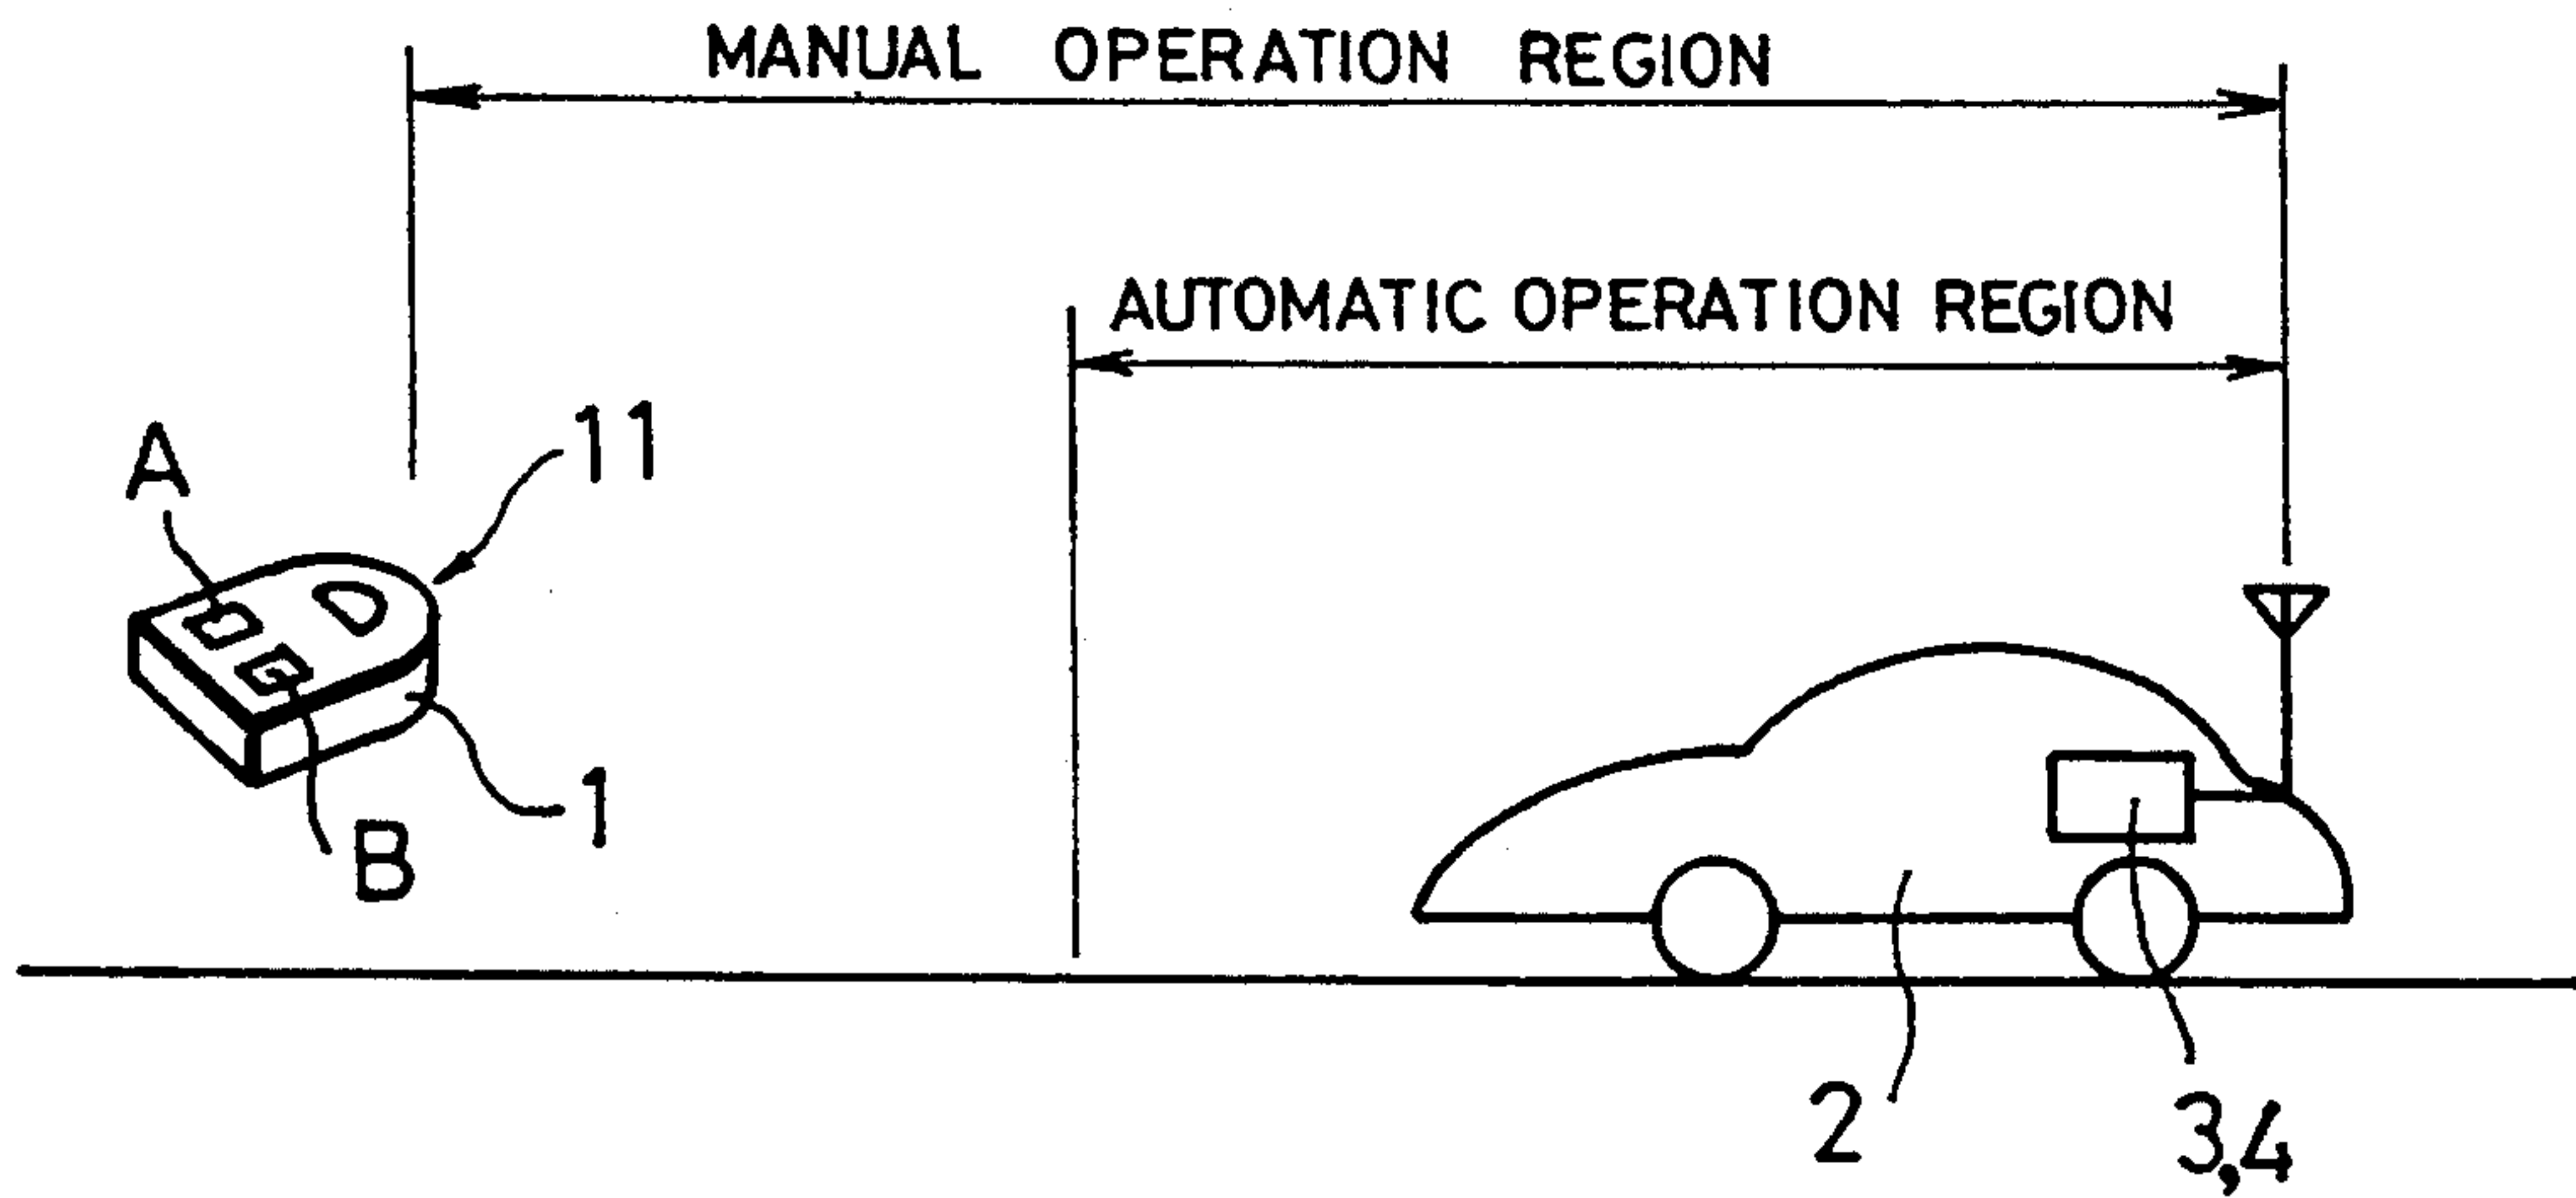 MANUAL OPERATION REGION
AUTOMATIC OPERATION REGION
A
11
1
B
2
3,4